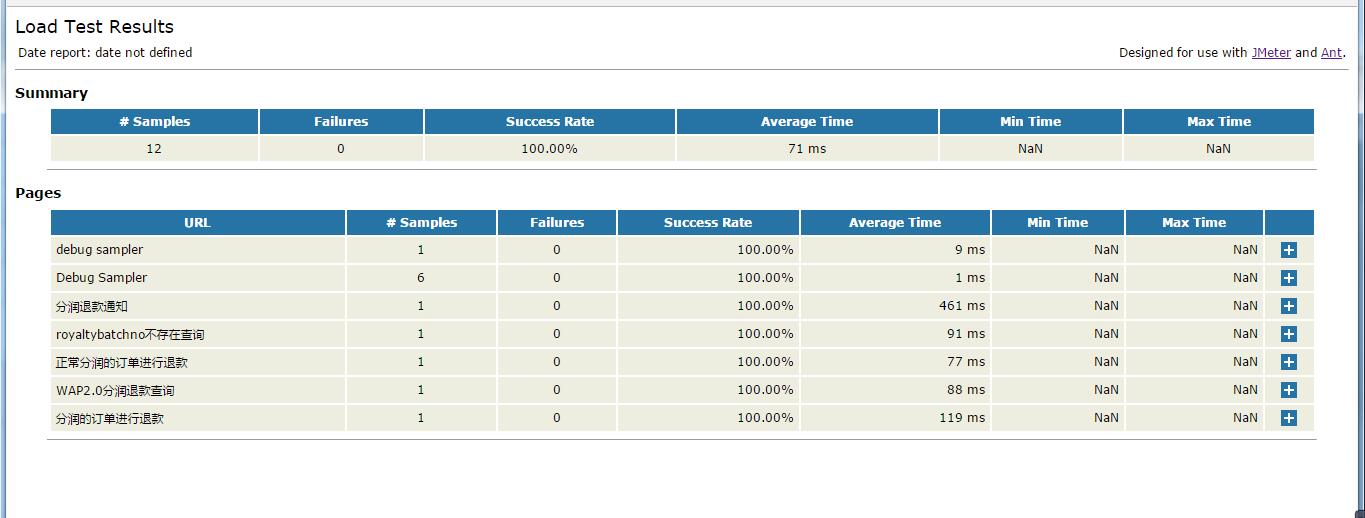 Load Test Results
Date report: date not defined Designed for use with JMeter and Ant.
Summary
# Samples Failures Success Rate Average Time Min Time Max Time
12 0 100.00% 71 ms NaN NaN
Pages
URL # Samples Failures Success Rate Average Time Min Time Max Time
debug sampler 1 0 100.00% 9 ms NaN NaN
Debug Sampler 6 0 100.00% 1 ms NaN NaN
分润退款通知 1 0 100.00% 461 ms NaN NaN
royaltybatchno不存在查询 1 0 100.00% 91 ms NaN NaN
正常分润的订单进行退款 1 0 100.00% 77 ms NaN NaN
WAP2.0分润退款查询 1 0 100.00% 88 ms NaN NaN
分润的订单进行退款 1 0 100.00% 119 ms NaN NaN